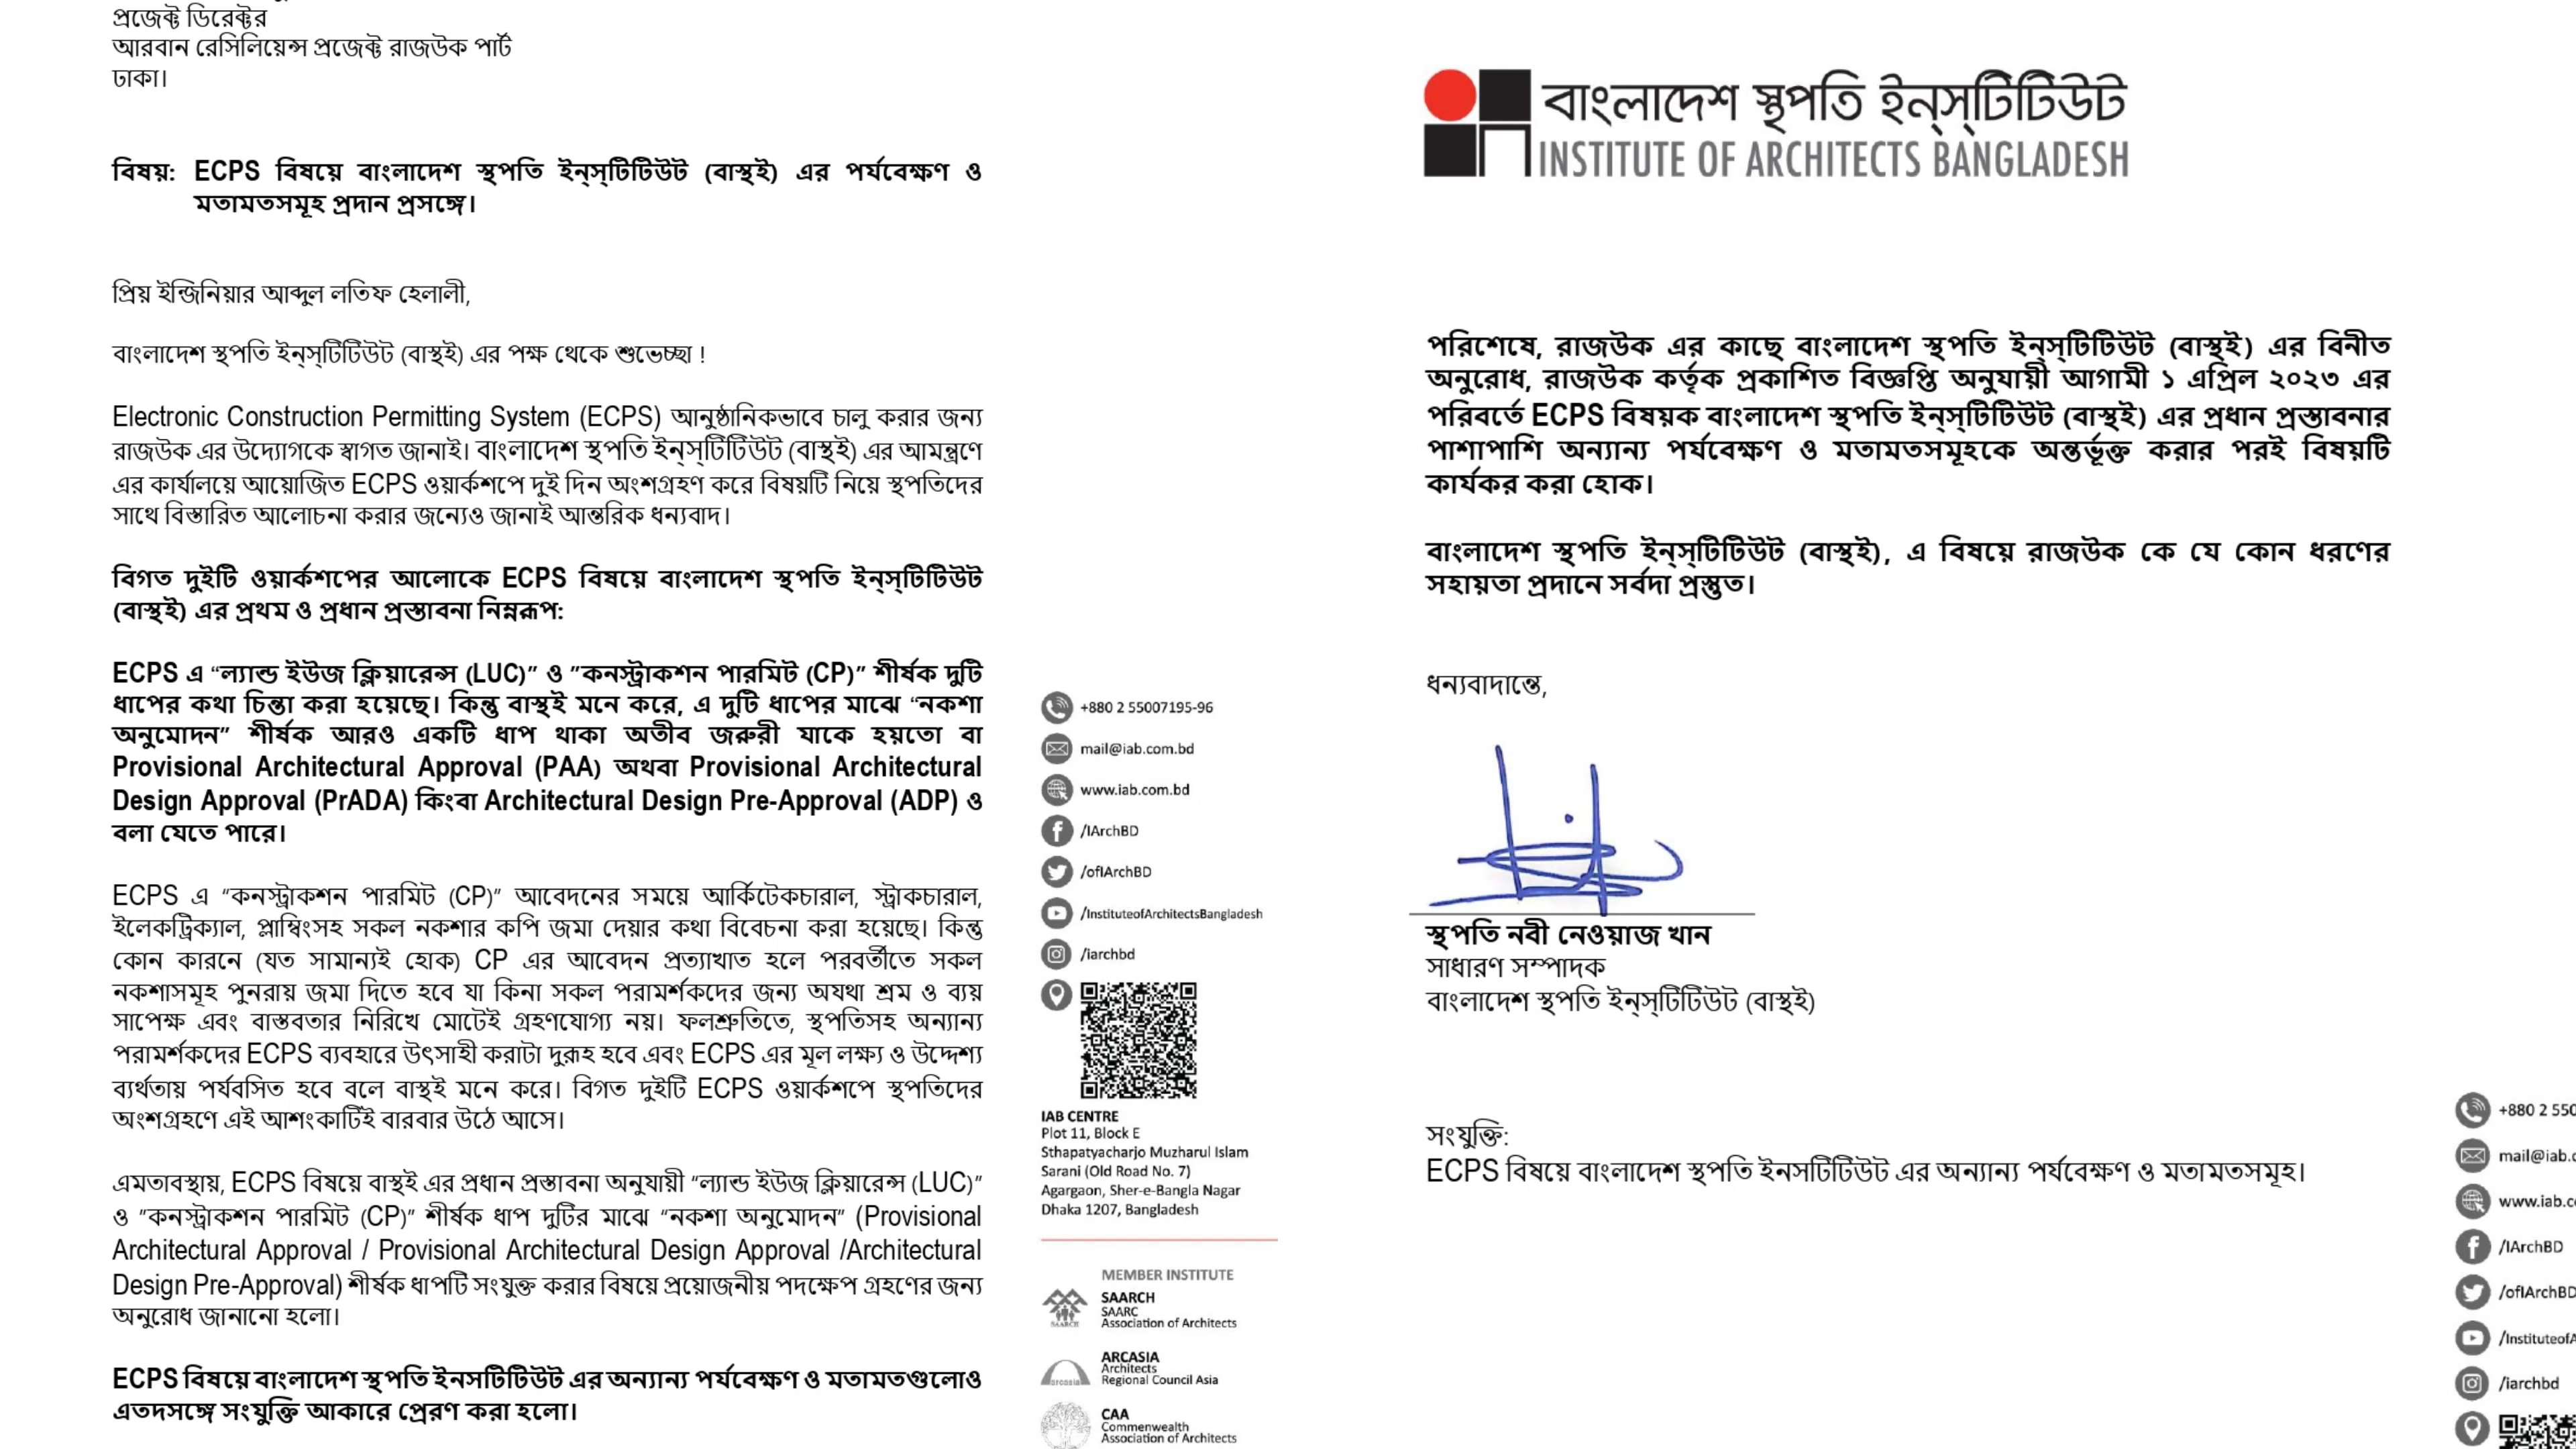 প্রজেক্ট ডিরেক্টর
আরবান রেসিলিয়েন্স প্রজেক্ট রাজউক পার্ট
ঢাকা।
বিষয়: ECPS বিষয়ে বাংলাদেশ স্থপতি ইন্‌স্‌টিটিউট (বাস্থই) এর পর্যবেক্ষণ ও
মতামতসমূহ প্রদান প্রসঙ্গে।
প্রিয় ইন্জিনিয়ার আব্দুল লতিফ হেলালী,
বাংলাদেশ স্থপতি ইন্‌স্‌টিটিউট (বাস্থই) এর পক্ষ থেকে শুভেচ্ছা !
Electronic Construction Permitting System (ECPS) আনুষ্ঠানিকভাবে চালু করার জন্য
রাজউক এর উদ্যোগকে স্বাগত জানাই। বাংলাদেশ স্থপতি ইন্‌স্‌টিটিউট (বাস্থই) এর আমন্ত্রণে
এর কার্যালয়ে আয়োজিত ECPS ওয়ার্কশপে দুই দিন অংশগ্রহণ করে বিষয়টি নিয়ে স্থপতিদের
সাথে বিস্তারিত আলোচনা করার জন্যেও জানাই আন্তরিক ধন্যবাদ।
বিগত দুইটি ওয়ার্কশপের আলোকে ECPS বিষয়ে বাংলাদেশ স্থপতি ইন্‌স্‌টিটিউট
(বাস্থই) এর প্রথম ও প্রধান প্রস্তাবনা নিম্নরূপ:
ECPS এ “ল্যান্ড ইউজ ক্লিয়ারেন্স (LUC)” ও ”কনস্ট্রাকশন পারমিট (CP)” শীর্ষক দুটি
ধাপের কথা চিন্তা করা হয়েছে। কিন্তু বাস্থই মনে করে, এ দুটি ধাপের মাঝে “নকশা
অনুমোদন” শীর্ষক আরও একটি ধাপ থাকা অতীব জরুরী যাকে হয়তো বা
Provisional Architectural Approval (PAA) অথবা Provisional Architectural
Design Approval (PrADA) কিংবা Architectural Design Pre-Approval (ADP) ও
বলা যেতে পারে।
ECPS এ “কনস্ট্রাকশন পারমিট (CP)” আবেদনের সময়ে আর্কিটেকচারাল, স্ট্রাকচারাল,
ইলেকট্রিক্যাল, প্লাম্বিংসহ সকল নকশার কপি জমা দেয়ার কথা বিবেচনা করা হয়েছে। কিন্তু
কোন কারনে (যত সামান্যই হোক) CP এর আবেদন প্রত্যাখাত হলে পরবর্তীতে সকল
নকশাসমূহ পুনরায় জমা দিতে হবে যা কিনা সকল পরামর্শকদের জন্য অযথা শ্রম ও ব্যয়
সাপেক্ষ এবং বাস্তবতার নিরিখে মোটেই গ্রহণযোগ্য নয়। ফলশ্রুতিতে, স্থপতিসহ অন্যান্য
পরামর্শকদের ECPS ব্যবহারে উৎসাহী করাটা দুরূহ হবে এবং ECPS এর মূল লক্ষ্য ও উদ্দেশ্য
ব্যর্থতায় পর্যবসিত হবে বলে বাস্থই মনে করে। বিগত দুইটি ECPS ওয়ার্কশপে স্থপতিদের
অংশগ্রহণে এই আশংকাটিই বারবার উঠে আসে।
এমতাবস্থায়, ECPS বিষয়ে বাস্থই এর প্রধান প্রস্তাবনা অনুযায়ী “ল্যান্ড ইউজ ক্লিয়ারেন্স (LUC)”
ও ”কনস্ট্রাকশন পারমিট (CP)” শীর্ষক ধাপ দুটির মাঝে “নকশা অনুমোদন” (Provisional
Architectural Approval / Provisional Architectural Design Approval /Architectural
Design Pre-Approval) শীর্ষক ধাপটি সংযুক্ত করার বিষয়ে প্রয়োজনীয় পদক্ষেপ গ্রহণের জন্য
অনুরোধ জানানো হলো।
ECPS বিষয়ে বাংলাদেশ স্থপতি ইনসটিটিউট এর অন্যান্য পর্যবেক্ষণ ও মতামতগুলোও
এতদসঙ্গে সংযুক্তি আকারে প্রেরণ করা হলো।
+880 2 55007195-96
mail@iab.com.bd
www.iab.com.bd
/IArchBD
/ofIArchBD
/InstituteofArchitectsBangladesh
/iarchbd
IAB CENTRE
Plot 11, Block E
Sthapatyacharjo Muzharul Islam
Sarani (Old Road No. 7)
Agargaon, Sher-e-Bangla Nagar
Dhaka 1207, Bangladesh
MEMBER INSTITUTE
SAARCH
SAARC
Association of Architects
ARCASIA
Architects
Regional Council Asia
CAA
Commonwealth
Association of Architects
বাংলাদেশ স্থপতি ইন্‌স্‌টিটিউট
INSTITUTE OF ARCHITECTS BANGLADESH
পরিশেষে, রাজউক এর কাছে বাংলাদেশ স্থপতি ইন্‌স্‌টিটিউট (বাস্থই) এর বিনীত
অনুরোধ, রাজউক কর্তৃক প্রকাশিত বিজ্ঞপ্তি অনুযায়ী আগামী ১ এপ্রিল ২০২৩ এর
পরিবর্তে ECPS বিষয়ক বাংলাদেশ স্থপতি ইন্‌স্‌টিটিউট (বাস্থই) এর প্রধান প্রস্তাবনার
পাশাপাশি অন্যান্য পর্যবেক্ষণ ও মতামতসমূহকে অন্তর্ভূক্ত করার পরই বিষয়টি
কার্যকর করা হোক।
বাংলাদেশ স্থপতি ইন্‌স্‌টিটিউট (বাস্থই), এ বিষয়ে রাজউক কে যে কোন ধরণের
সহায়তা প্রদানে সর্বদা প্রস্তুত।
ধন্যবাদান্তে,
স্থপতি নবী নেওয়াজ খান
সাধারণ সম্পাদক
বাংলাদেশ স্থপতি ইন্‌স্‌টিটিউট (বাস্থই)
সংযুক্তি:
ECPS বিষয়ে বাংলাদেশ স্থপতি ইনসটিটিউট এর অন্যান্য পর্যবেক্ষণ ও মতামতসমূহ।
+880 2 550
mail@iab.c
www.iab.c
/IArchBD
/ofIArchBD
/Instituteof
/iarchbd